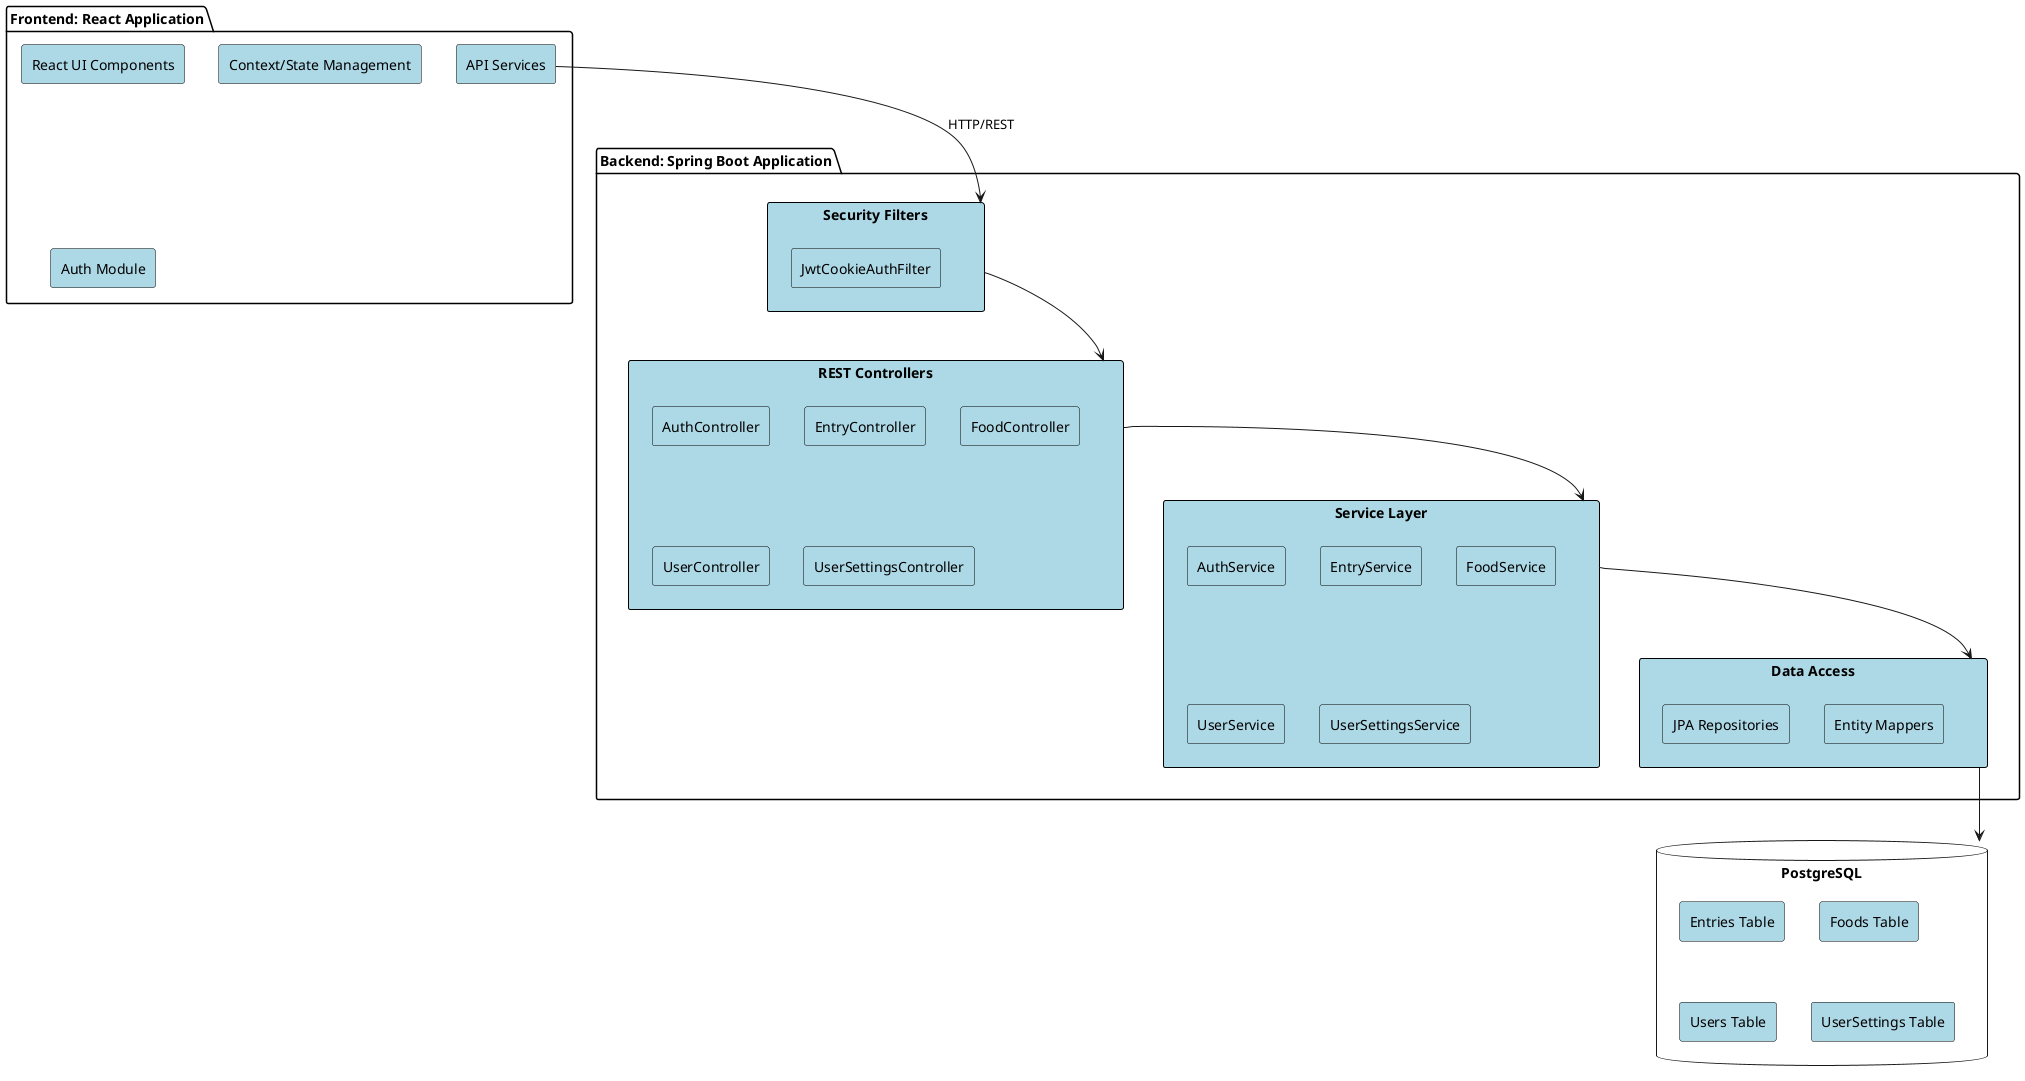 Frontend: React Application
React UI Components
Context/State Management
API Services
Auth Module
HTTP/REST
Backend: Spring Boot Application
Security Filters
JwtCookieAuthFilter
REST Controllers
AuthController
EntryController
FoodController
UserController
UserSettingsController
Service Layer
AuthService
EntryService
FoodService
UserService
UserSettingsService
Data Access
JPA Repositories
Entity Mappers
PostgreSQL
Entries Table
Foods Table
Users Table
UserSettings Table